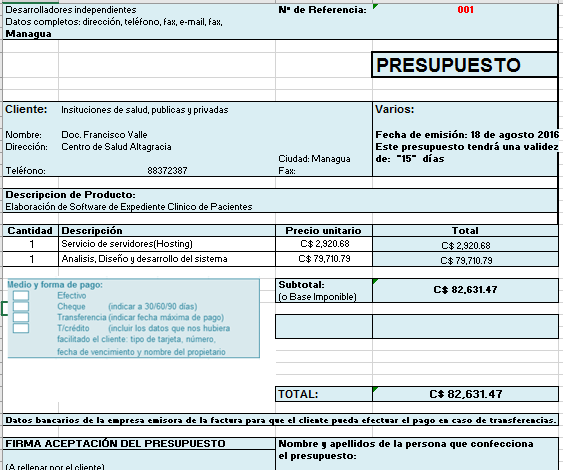 Desarrolladores independientes
Nº de Referencia: 001
Datos completos: dirección, teléfono, fax, e-mail, fax,
Managua
PRESUPUESTO
Cliente: Insituciones de salud, publicas y privadas
Varios:
Nombre: Doc. Francisco Valle
Fecha de emisión: 18 de agosto 2016
Dirección: Centro de Salud Altagracia
Este presupuesto tendrá una validez
Ciudad: Managua
de: "15" días
Teléfono: 88372387
Fax:
Descripcion de Producto:
Elaboración de Software de Expediente Clinico de Pacientes
Cantidad Descripción Precio unitario Total
1 Servicio de servidores(Hosting) C$ 2,920.68 C$ 2,920.68
1 Analisis, Diseño y desarrollo del sistema C$ 79,710.79 C$ 79,710.79
Medio y forma de pago:
Efectivo
Cheque (indicar a 30/60/90 días)
Transferencia (indicar fecha máxima de pago)
T/crédito (incluir los datos que nos hubiera
facilitado el cliente: tipo de tarjeta, número,
fecha de vencimiento y nombre del propietario
Subtotal: C$ 82,631.47
(o Base Imponible)
TOTAL: C$ 82,631.47
Datos bancarios de la empresa emisora de la factura para que el cliente pueda efectuar el pago en caso de transferencias.
FIRMA ACEPTACIÓN DEL PRESUPUESTO
Nombre y apellidos de la persona que confecciona
el presupuesto:
(A rellenar por el cliente)